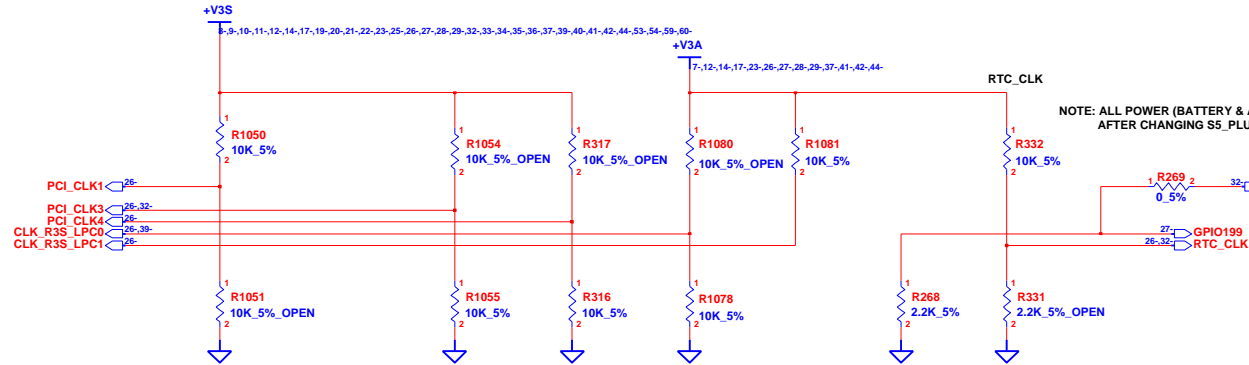 +V3S
8-,9-,10-,11-,12-,14-,17-,19-,20-,21-,22-,23-,25-,26-,27-,28-,29-,32-,33-,34-,35-,36-,37-,39-,40-,41-,42-,44-,53-,54-,59-,60-
+V3A
7-,12-,14-,17-,23-,26-,27-,28-,29-,37-,41-,42-,44-
RTC_CLK
NOTE: ALL POWER (BATTERY & A
AFTER CHANGING S5_PLU
1
R1050
10K_5%
2
1
R1054
10K_5%_OPEN
2
1
R317
10K_5%_OPEN
2
1
R1080
10K_5%_OPEN
2
1
R1081
10K_5%
2
1
R332
10K_5%
2
1 R269 2
0_5%
32-
PCI_CLK1 26-
PCI_CLK3 26-,32-
PCI_CLK4 26-
CLK_R3S_LPC0 26-,39-
CLK_R3S_LPC1 26-
27- GPIO199
26-,32- RTC_CLK
1
R1051
10K_5%_OPEN
2
1
R1055
10K_5%
2
1
R316
10K_5%
2
1
R1078
10K_5%
2
1
R268
2.2K_5%
2
1
R331
2.2K_5%_OPEN
2